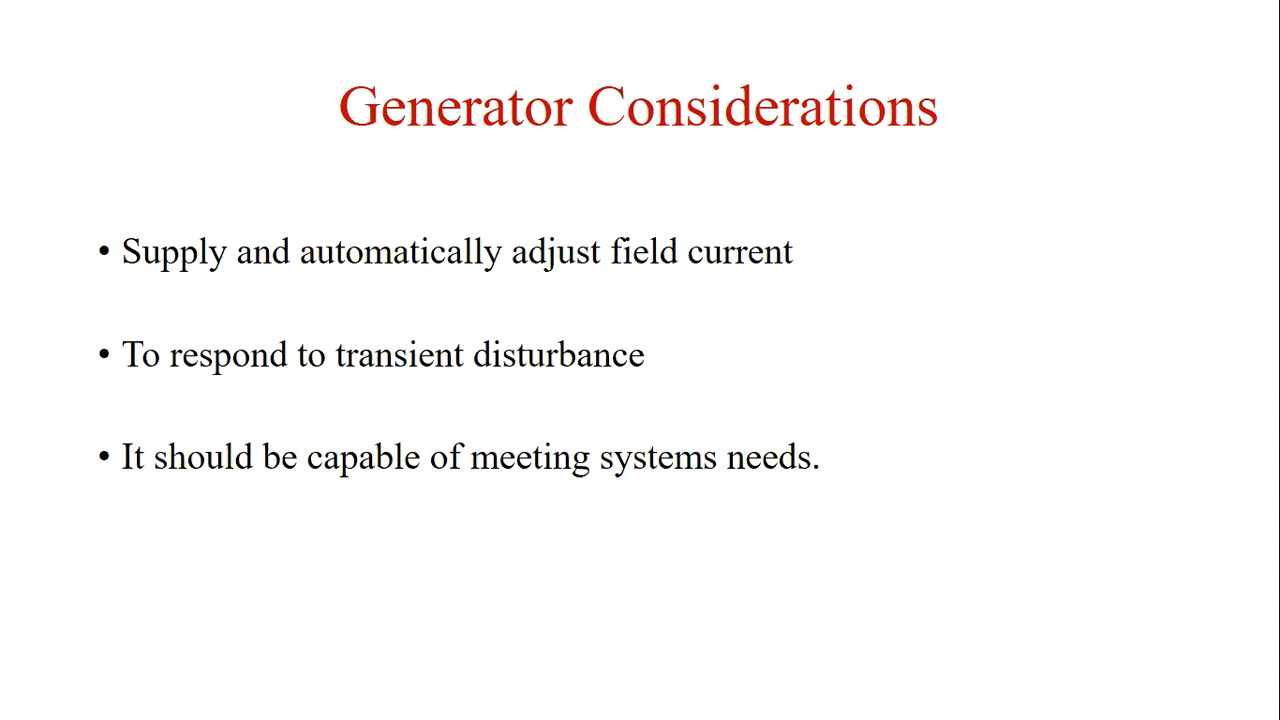 Generator Considerations
• Supply and automatically adjust field current
• To respond to transient disturbance
• It should be capable of meeting systems needs.